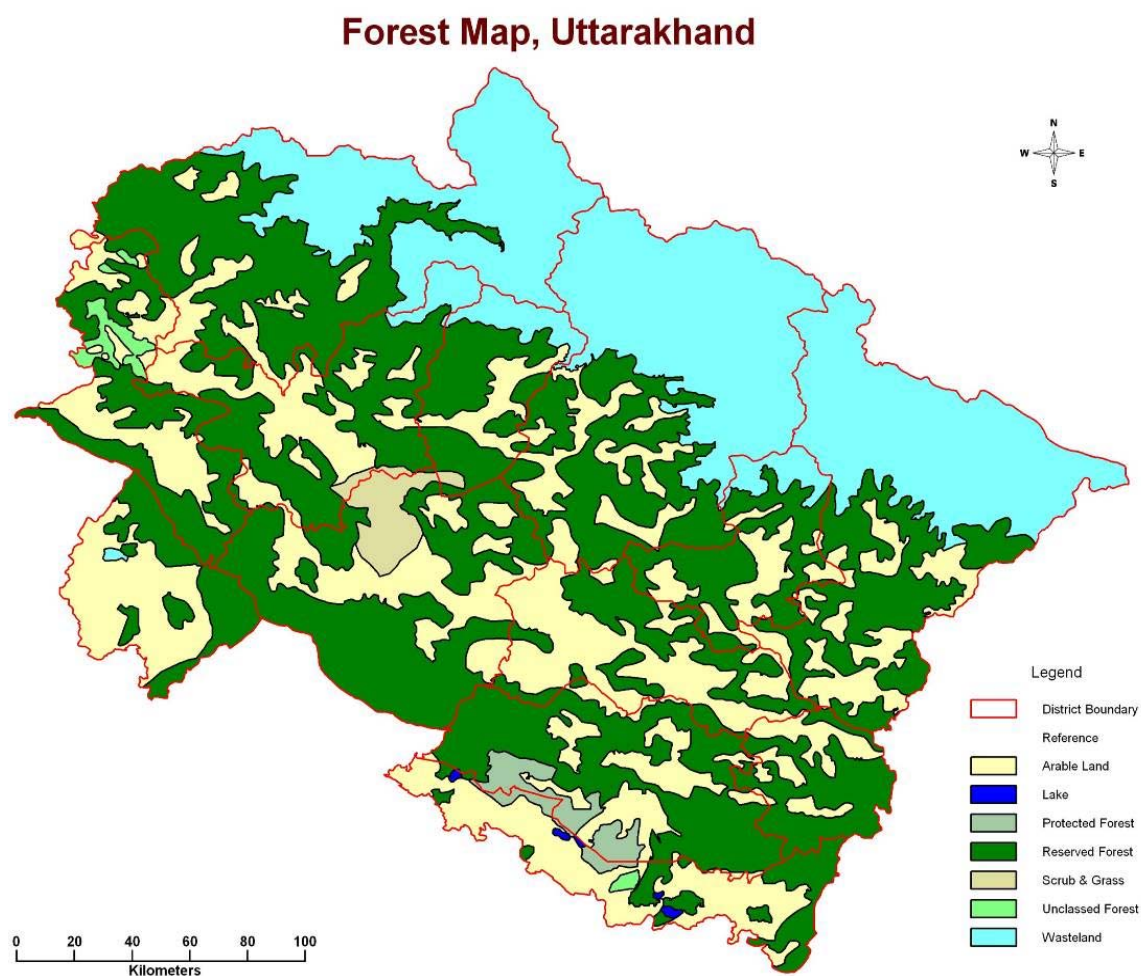 Forest Map, Uttarakhand
N
W E
S
Legend
District Boundary
Reference
Arable Land
Lake
Protected Forest
Reserved Forest
Scrub & Grass
Unclassed Forest
Wasteland
0 20 40 60 80 100
Kilometers